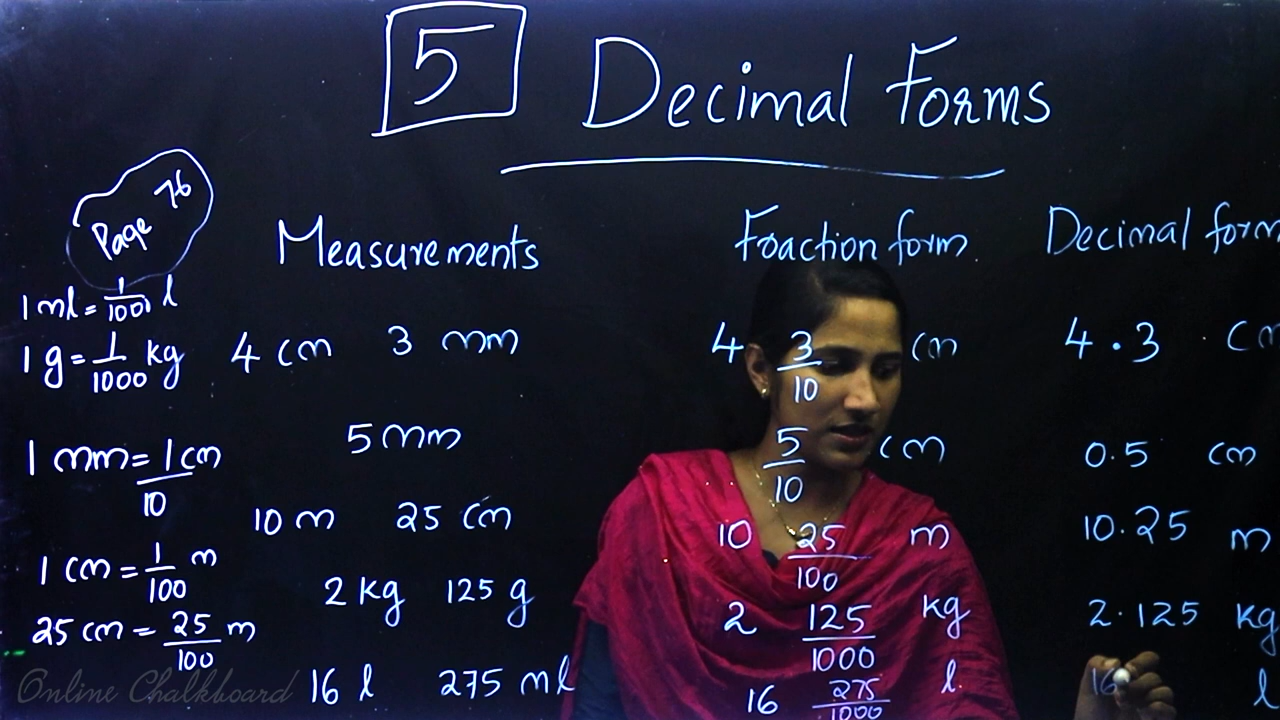 5 Decimal Forms
Page 76
Measurements Foaction form Decimal form
1 ml = 1/1000 l
1 g = 1/1000 kg
4 cm 3 mm 4 3/10 cm 4.3 cm
1 mm = 1/10 cm
5 mm 5/10 cm 0.5 cm
10 m 25 cm 10 25/100 m 10.25 m
1 cm = 1/100 m
2 kg 125 g 2 125/1000 kg 2.125 kg
25 cm = 25/100 m
16 l 275 ml 16 275/1000 l. 16 l
Online Chalkboard